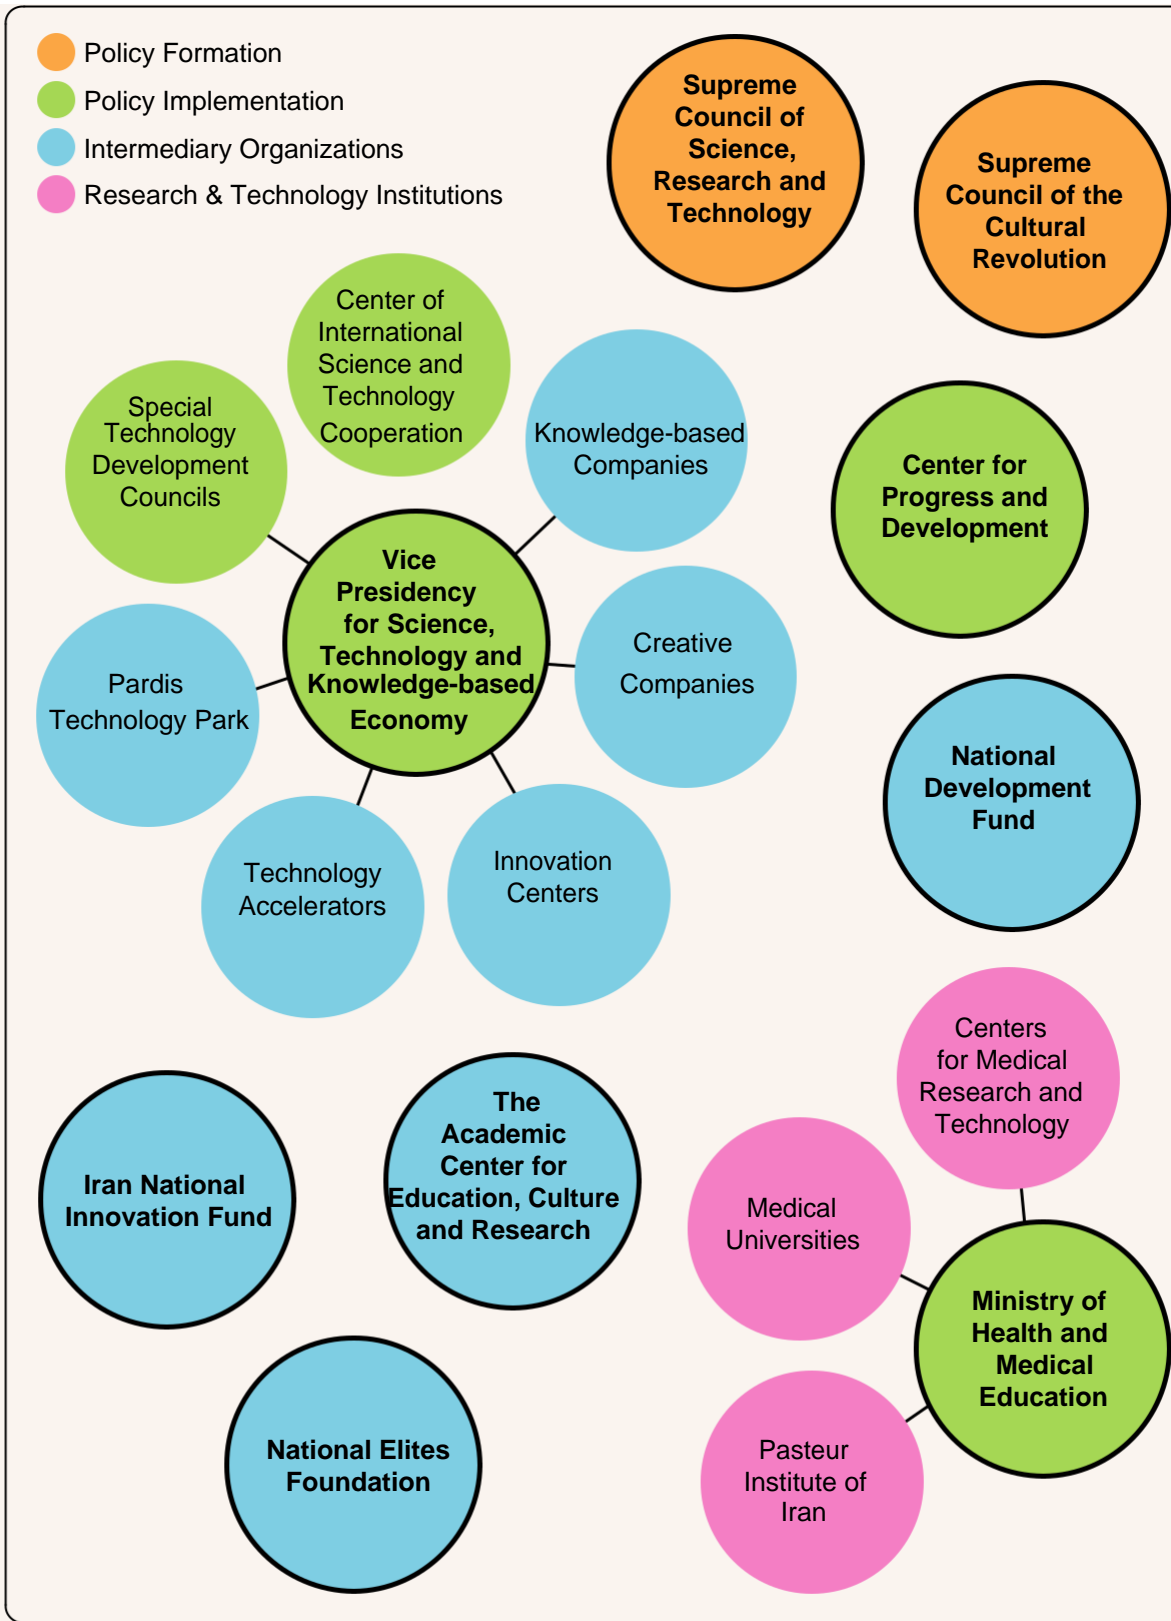 Policy Formation
Policy Implementation
Intermediary Organizations
Research & Technology Institutions
Supreme
Council of
Science,
Research and
Technology
Supreme
Council of the
Cultural
Revolution
Center of
International
Science and
Technology
Cooperation
Special
Technology
Development
Councils
Knowledge-based
Companies
Center for
Progress and
Development
Vice
Presidency
for Science,
Technology and
Knowledge-based
Economy
Creative
Companies
Pardis
Technology Park
National
Development
Fund
Technology
Accelerators
Innovation
Centers
Centers
for Medical
Research and
Technology
The
Academic
Center for
Education, Culture
and Research
Iran National
Innovation Fund
Medical
Universities
Ministry of
Health and
Medical
Education
National Elites
Foundation
Pasteur
Institute of
Iran